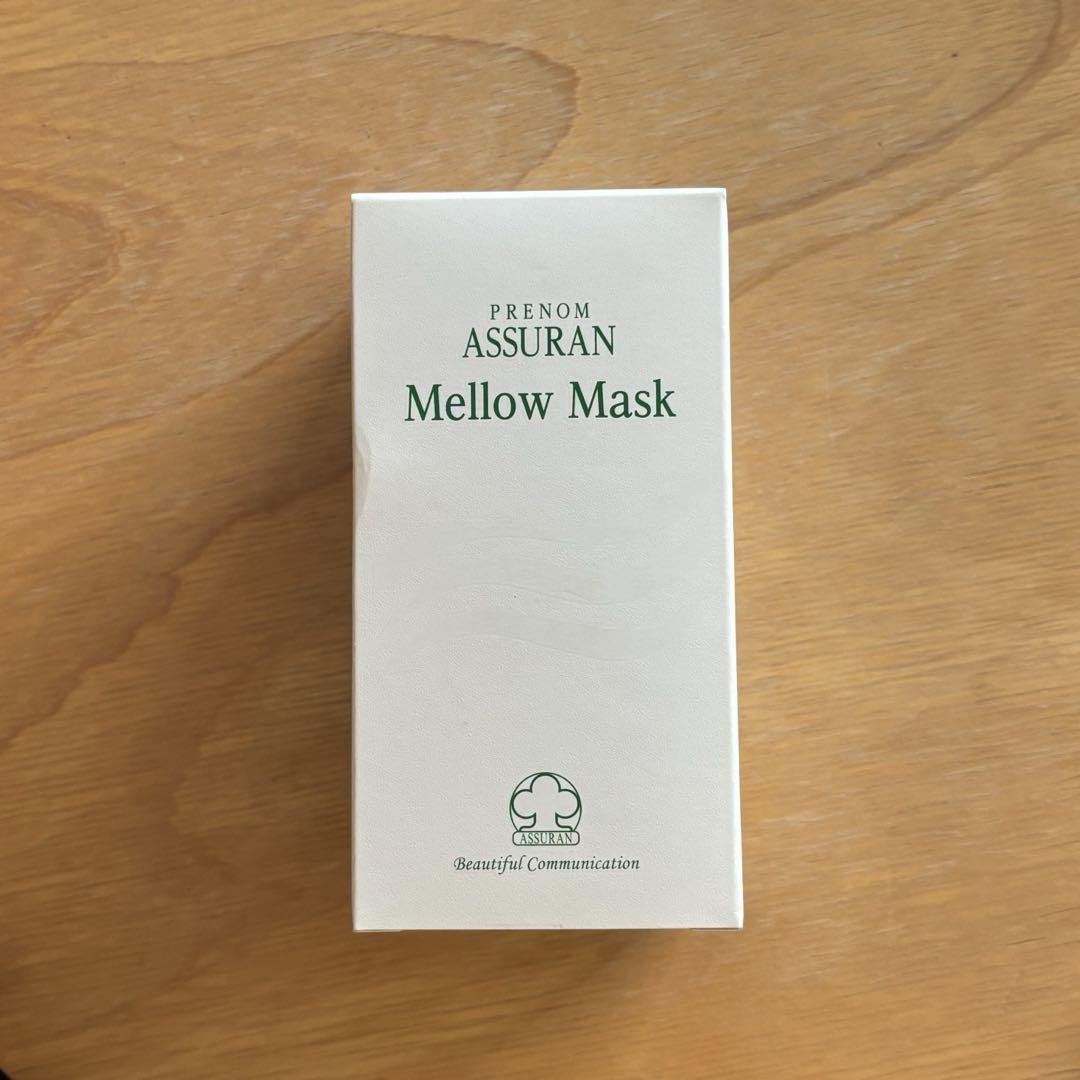 PRENOM
ASSURAN
Mellow Mask
ASSURAN
Beautiful Communication